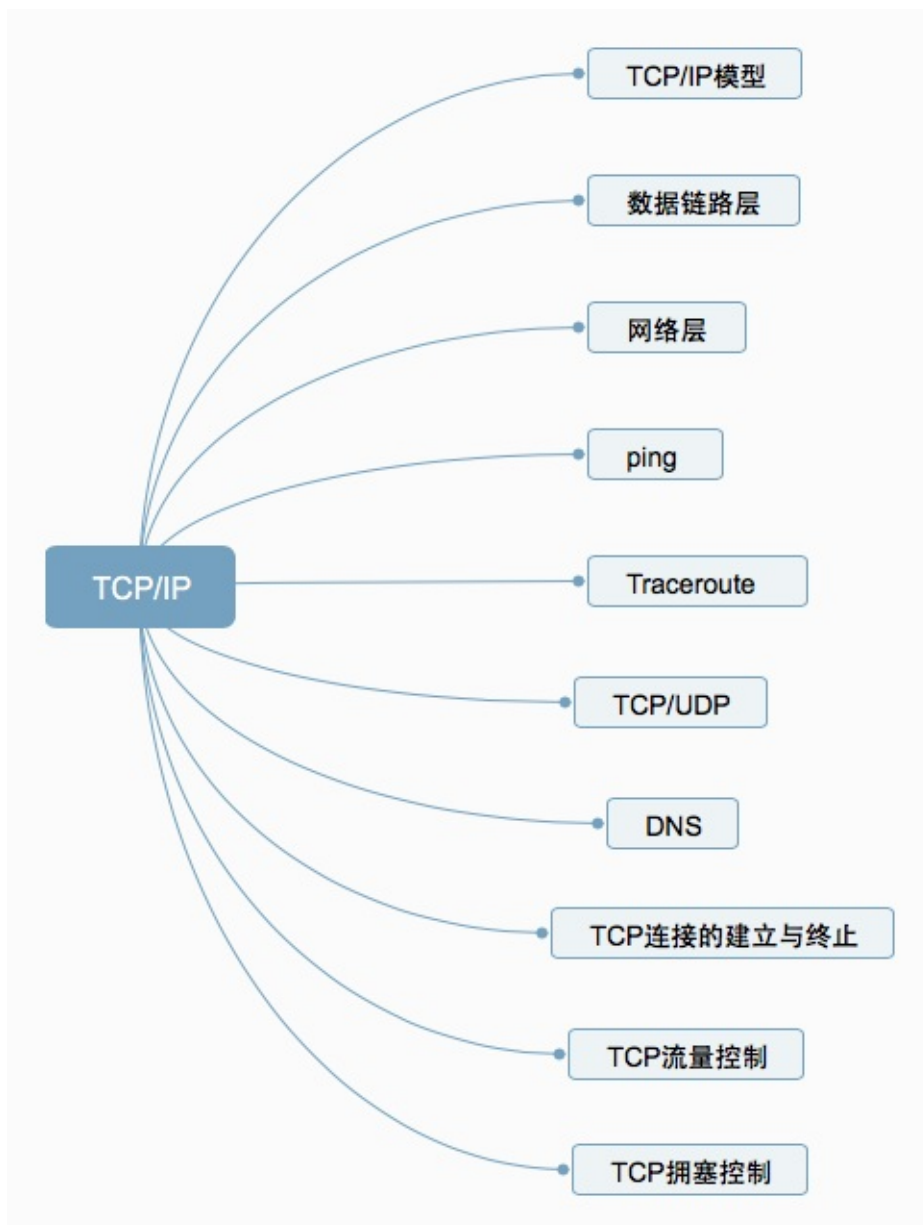 TCP/IP模型
数据链路层
网络层
ping
TCP/IP
Traceroute
TCP/UDP
DNS
TCP连接的建立与终止
TCP流量控制
TCP拥塞控制